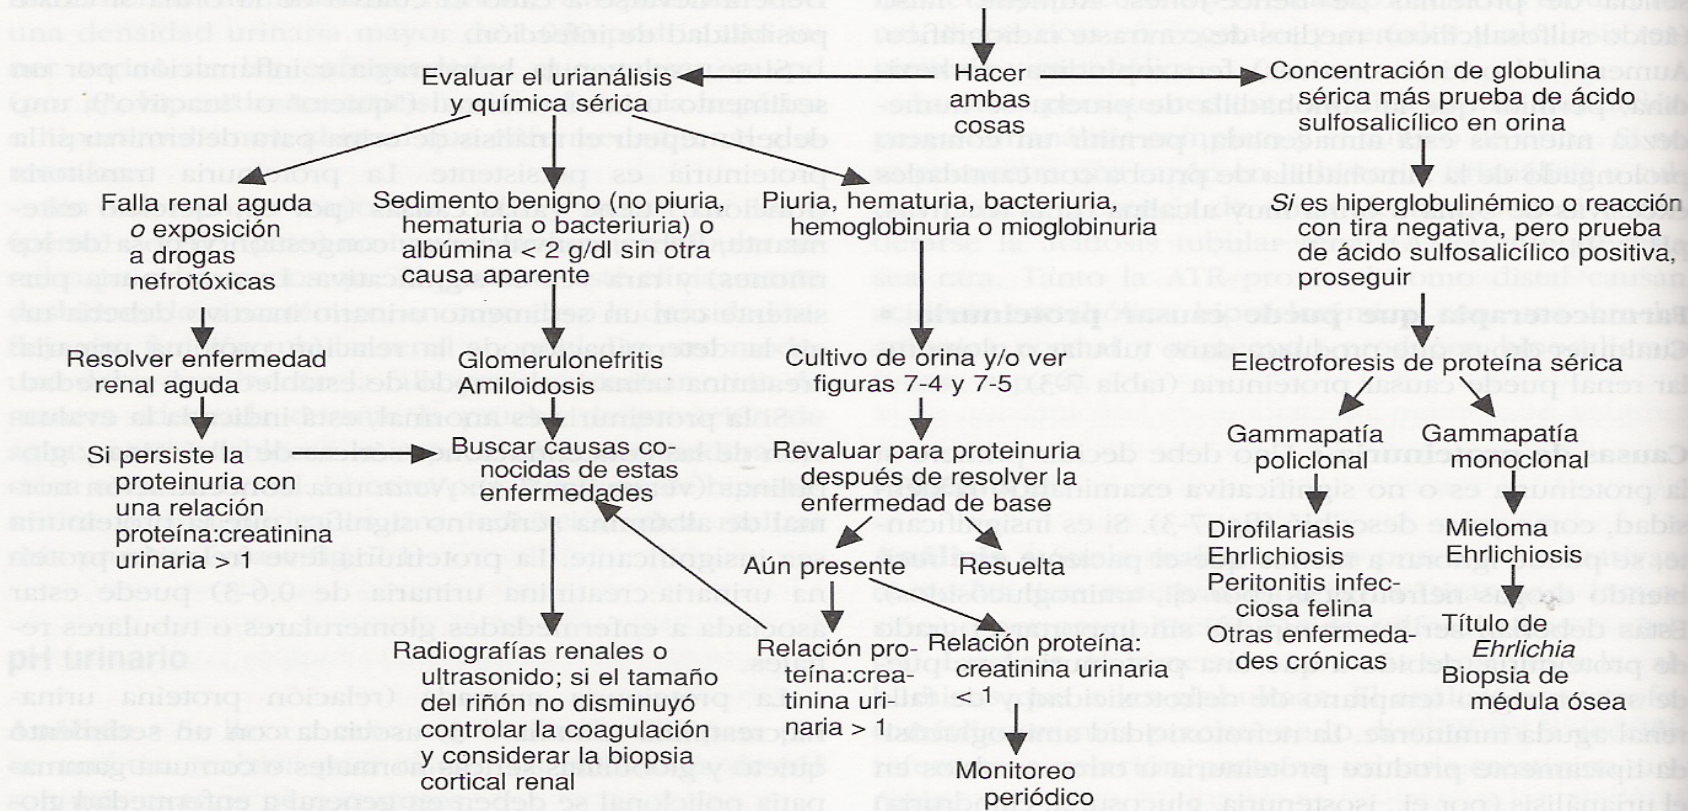 Hacer
ambas
cosas
Evaluar el urianálisis
y química sérica
Concentración de globulina
sérica más prueba de ácido
sulfosalicílico en orina
Falla renal aguda
o exposición
a drogas
nefrotóxicas
Sedimento benigno (no piuria,
hematuria o bacteriuria) o
albúmina < 2 g/dl sin otra
causa aparente
Piuria, hematuria, bacteriuria,
hemoglobinuria o mioglobinuria
Si es hiperglobulinémico o reacción
con tira negativa, pero prueba
de ácido sulfosalicílico positiva,
proseguir
Resolver enfermedad
renal aguda
Glomerulonefritis
Amiloidosis
Cultivo de orina y/o ver
figuras 7-4 y 7-5
Electroforesis de proteína sérica
Si persiste la
proteinuria con
una relación
proteína:creatinina
urinaria > 1
Buscar causas co-
nocidas de estas
enfermedades
Revaluar para proteinuria
después de resolver la
enfermedad de base
Gammapatía
policlonal
Gammapatía
monoclonal
Aún presente
Resuelta
Dirofilariasis
Ehrlichiosis
Peritonitis infec-
ciosa felina
Otras enfermeda-
des crónicas
Mieloma
Ehrlichiosis
Título de
Ehrlichia
Biopsia de
médula ósea
Radiografías renales o
ultrasonido; si el tamaño
del riñón no disminuyó
controlar la coagulación
y considerar la biopsia
cortical renal
Relación pro-
teína:crea-
tinina uri-
naria > 1
Relación proteína:
creatinina urinaria
< 1
Monitoreo
periódico